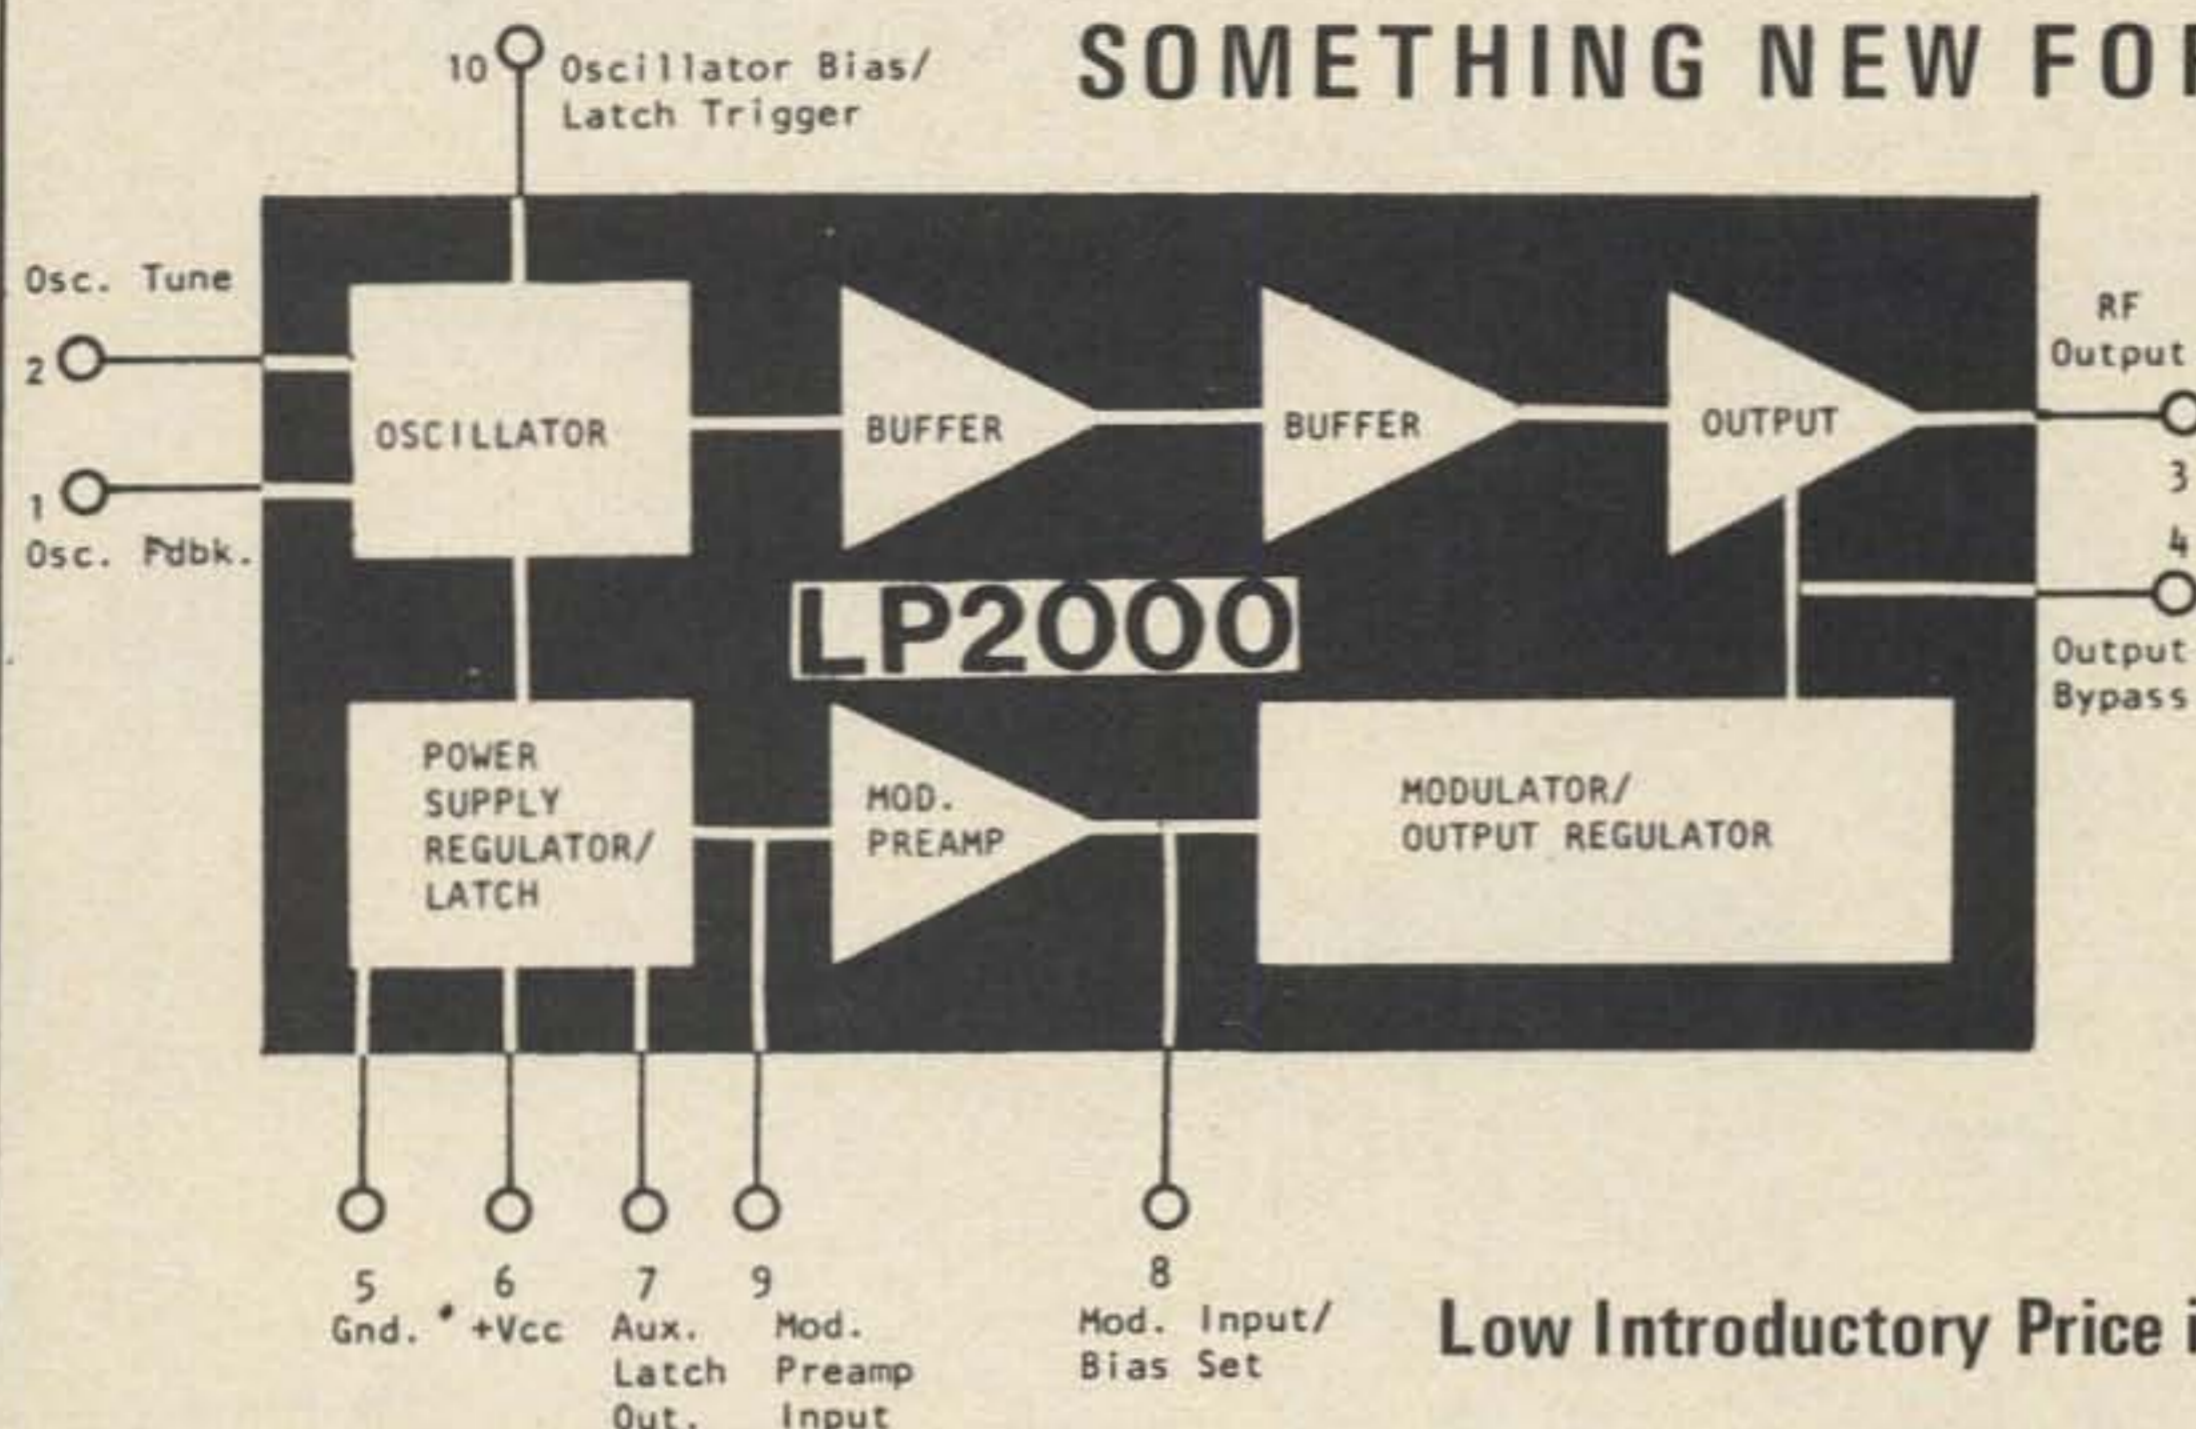 SOMETHING NEW FOR
10
Oscillator Bias/
Latch Trigger
Osc. Tune
2
1
Osc. Fdbk.
OSCILLATOR
BUFFER
BUFFER
OUTPUT
RF
Output
3
4
Output
Bypass
LP2000
POWER
SUPPLY
REGULATOR/
LATCH
MOD.
PREAMP
MODULATOR/
OUTPUT REGULATOR
5
Gnd.
6
+Vcc
7
Aux.
Latch
Out.
9
Mod.
Preamp
Input
8
Mod. Input/
Bias Set
Low Introductory Price